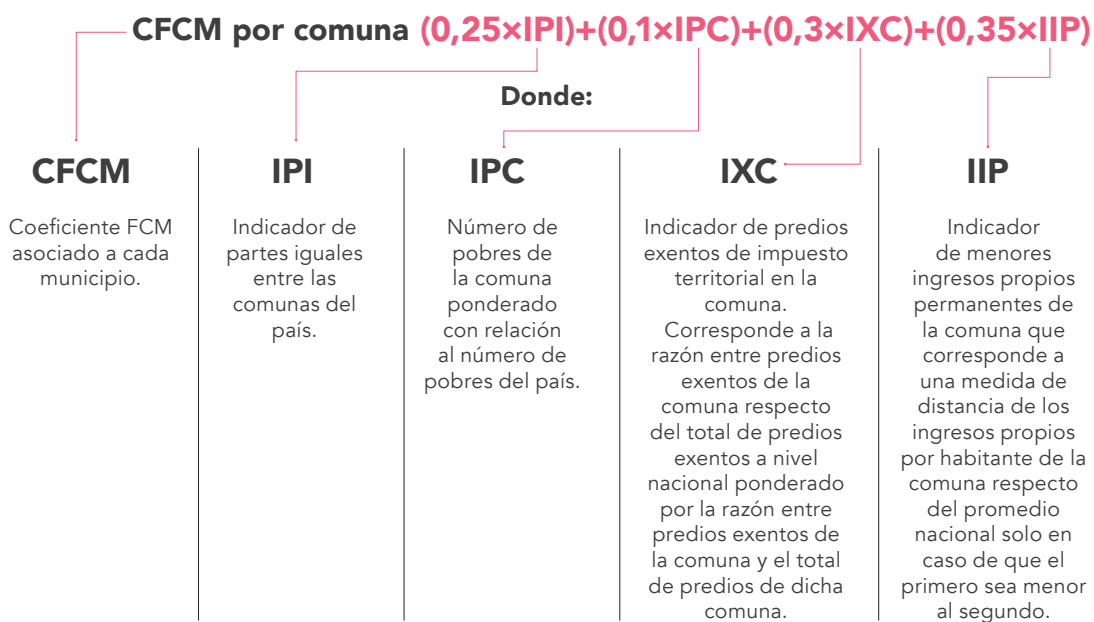 CFCM por comuna (0,25×IPI)+(0,1×IPC)+(0,3×IXC)+(0,35×IIP)
Donde:
CFCM
Coeficiente FCM
asociado a cada
municipio.
IPI
Indicador de
partes iguales
entre las
comunas del
país.
IPC
Número de
pobres de
la comuna
ponderado
con relación
al número de
pobres del país.
IXC
Indicador de predios
exentos de impuesto
territorial en la
comuna.
Corresponde a la
razón entre predios
exentos de la
comuna respecto
del total de predios
exentos a nivel
nacional ponderado
por la razón entre
predios exentos de
la comuna y el total
de predios de dicha
comuna.
IIP
Indicador
de menores
ingresos propios
permanentes de
la comuna que
corresponde a
una medida de
distancia de los
ingresos propios
por habitante de la
comuna respecto
del promedio
nacional solo en
caso de que el
primero sea menor
al segundo.